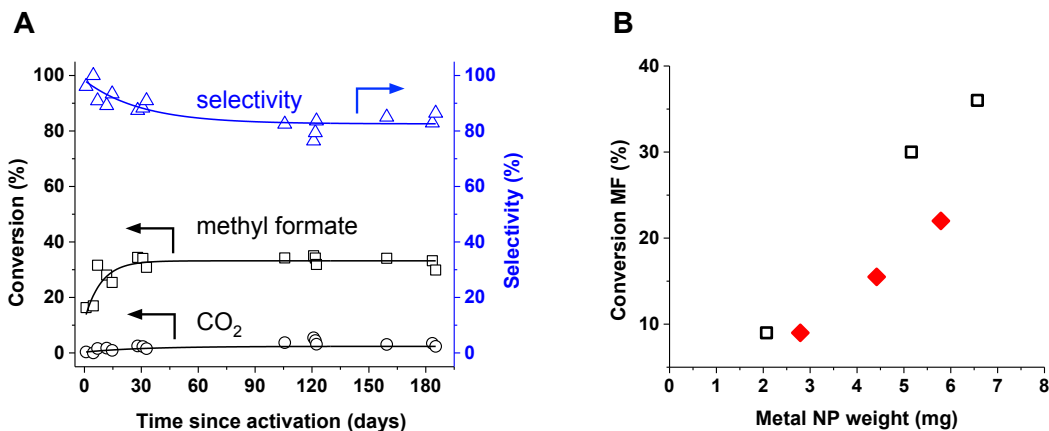 A
B
100
80
60
40
20
0
Conversion (%)
selectivity
methyl formate
CO₂
100
80
60
40
20
0
Selectivity (%)
0 30 60 90 120 150 180
Time since activation (days)
40
30
20
10
Conversion MF (%)
0 1 2 3 4 5 6 7 8
Metal NP weight (mg)